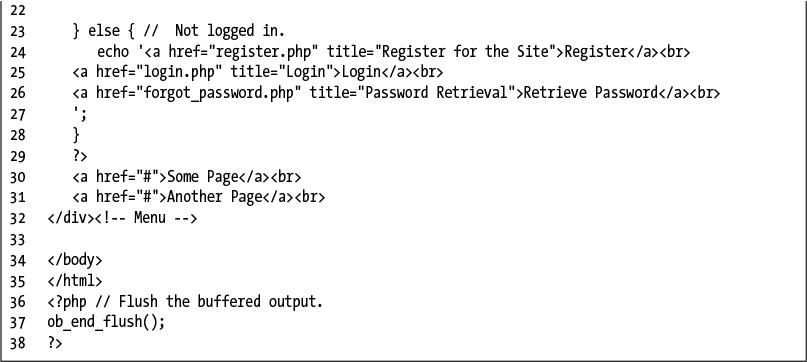 22
23 } else { //  Not logged in.
24 echo '<a href="register.php" title="Register for the Site">Register</a><br>
25 <a href="login.php" title="Login">Login</a><br>
26 <a href="forgot_password.php" title="Password Retrieval">Retrieve Password</a><br>
27 ';
28 }
29 ?>
30 <a href="#">Some Page</a><br>
31 <a href="#">Another Page</a><br>
32 </div><!-- Menu -->
33
34 </body>
35 </html>
36 <?php // Flush the buffered output.
37 ob_end_flush();
38 ?>